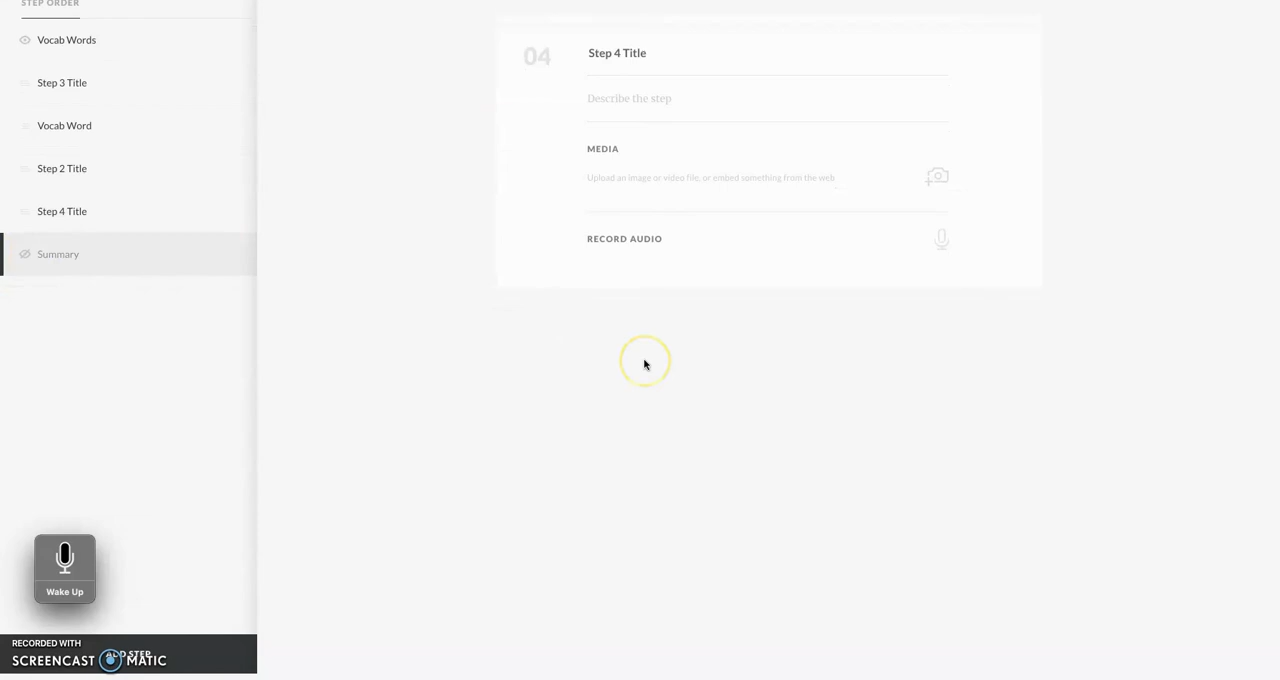 STEP ORDER
Vocab Words
Step 3 Title
Vocab Word
Step 2 Title
Step 4 Title
Summary
04
Step 4 Title
Describe the step
MEDIA
Upload an image or video file, or embed something from the web
RECORD AUDIO
Wake Up
RECORDED WITH
STEP
SCREENCAST MATIC